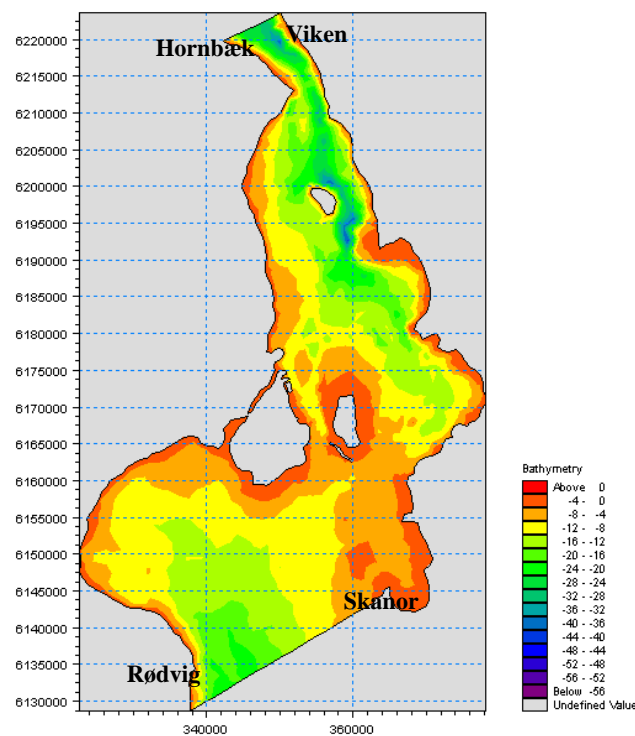 6220000
6215000
6210000
6205000
6200000
6195000
6190000
6185000
6180000
6175000
6170000
6165000
6160000
6155000
6150000
6145000
6140000
6135000
6130000
340000
360000
Viken
Hornbæk
Skanor
Rødvig
Bathymetry
Above 0
-4 - 0
-8 - -4
-12 - -8
-16 - -12
-20 - -16
-24 - -20
-28 - -24
-32 - -28
-36 - -32
-40 - -36
-44 - -40
-48 - -44
-52 - -48
-56 - -52
Below -56
Undefined Value